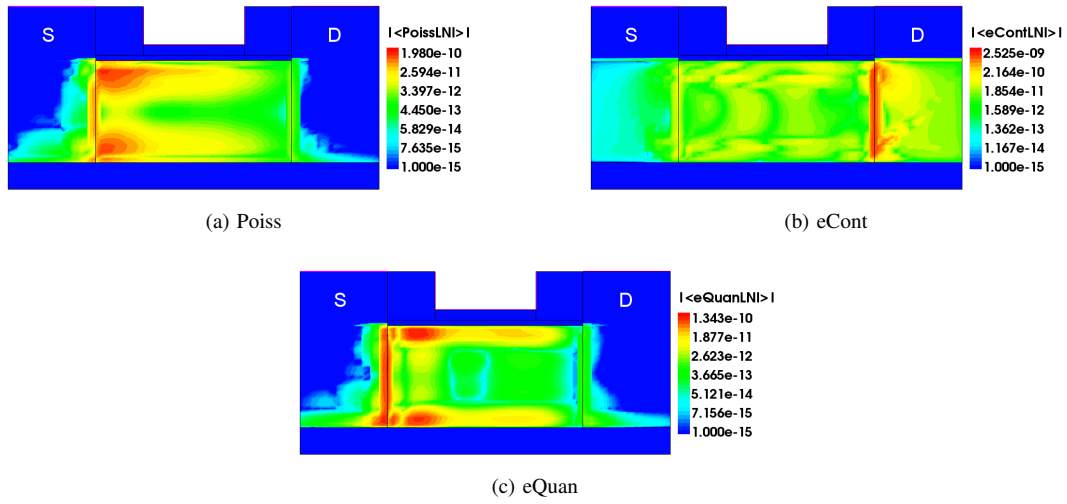 S
D
|<PoissLNI>|
1.980e-10
2.594e-11
3.397e-12
4.450e-13
5.829e-14
7.635e-15
1.000e-15
(a) Poiss
S
D
|<eContLNI>|
2.525e-09
2.164e-10
1.854e-11
1.589e-12
1.362e-13
1.167e-14
1.000e-15
(b) eCont
S
D
|<eQuanLNI>|
1.343e-10
1.877e-11
2.623e-12
3.665e-13
5.121e-14
7.156e-15
1.000e-15
(c) eQuan